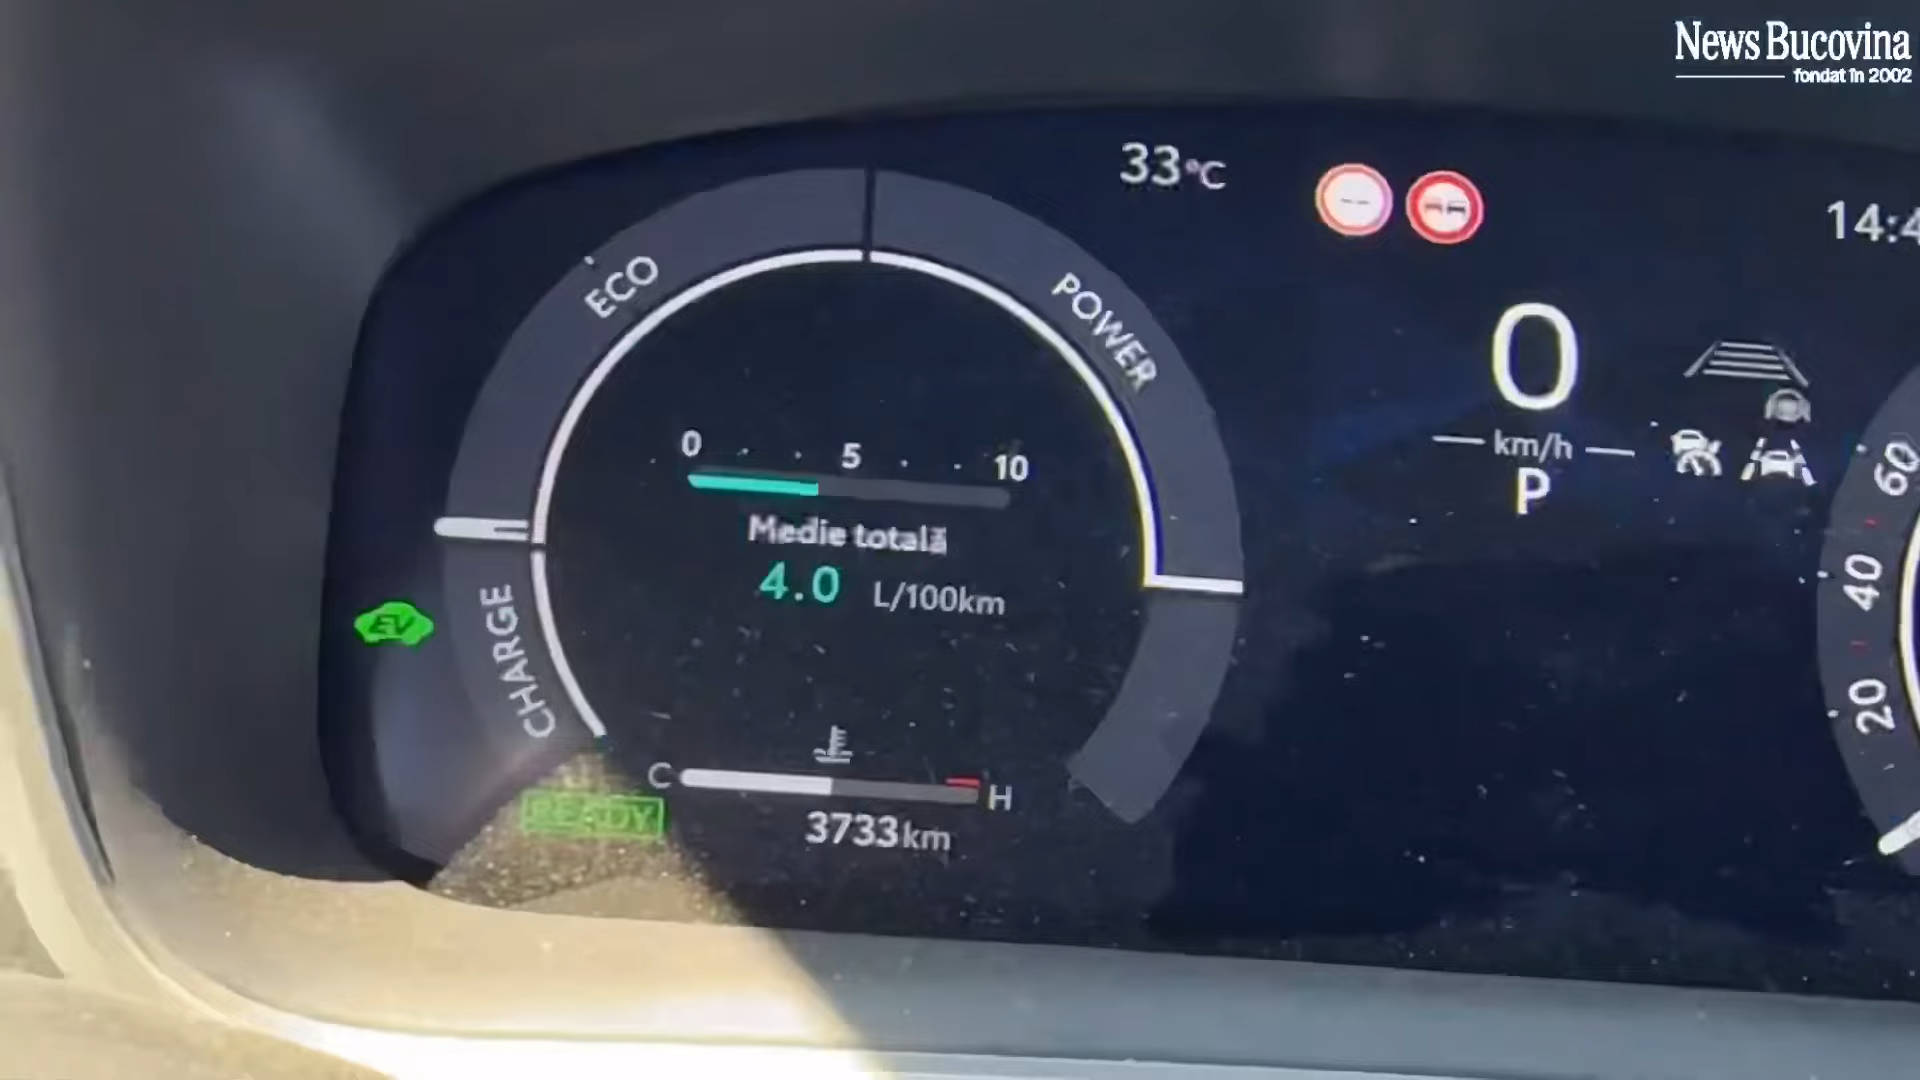 News Bucovina
fondat în 2002
33°C
14:4
ECO
POWER
0
km/h
P
0 5 10
Medie totală
4.0 L/100km
EV
CHARGE
C H
READY
3733km
60
40
20